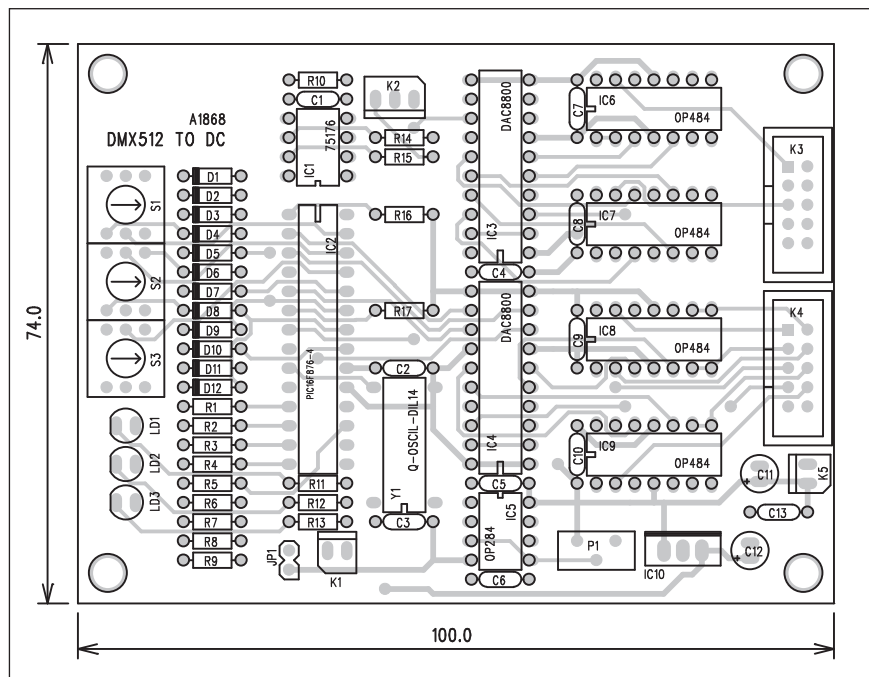 R10
K2
C1
A1868
DMX512 TO DC
75176
IC1
R14
R15
D1
D2
D3
D4
D5
D6
D7
D8
D9
D10
D11
D12
R1
R2
R3
R4
R5
R6
R7
R8
R9
S1
S2
S3
LD1
LD2
LD3
IC2
PIC16F876-4
R16
R17
C2
Q-OSCIL-DIL14
Y1
C3
R11
R12
R13
JP1
K1
DAC8800
IC3
C4
DAC8800
IC4
C5
IC5
OP284
C6
C7
IC6
OP484
C8
IC7
OP484
C9
IC8
OP484
C10
IC9
OP484
K3
K4
K5
C11
C13
P1
IC10
C12
74.0
100.0